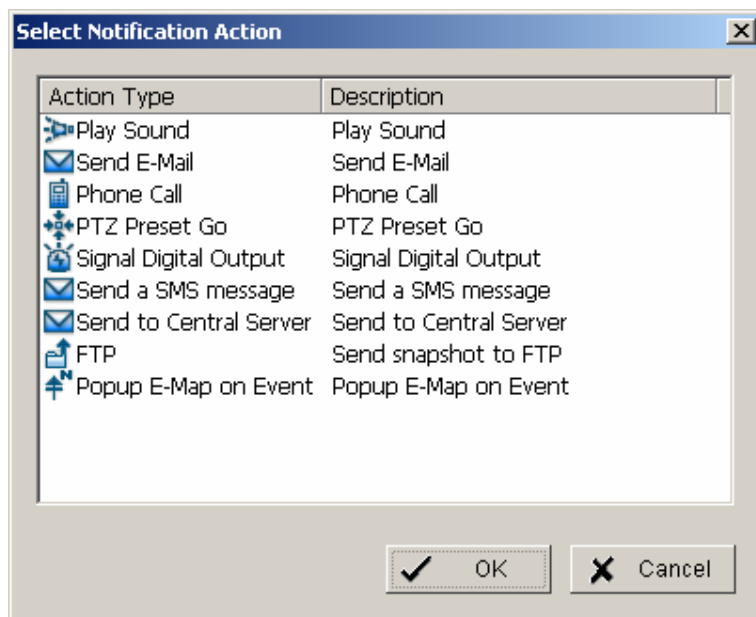 Select Notification Action
Action Type Description
Play Sound Play Sound
Send E-Mail Send E-Mail
Phone Call Phone Call
PTZ Preset Go PTZ Preset Go
Signal Digital Output Signal Digital Output
Send a SMS message Send a SMS message
Send to Central Server Send to Central Server
FTP Send snapshot to FTP
N Popup E-Map on Event Popup E-Map on Event
OK Cancel